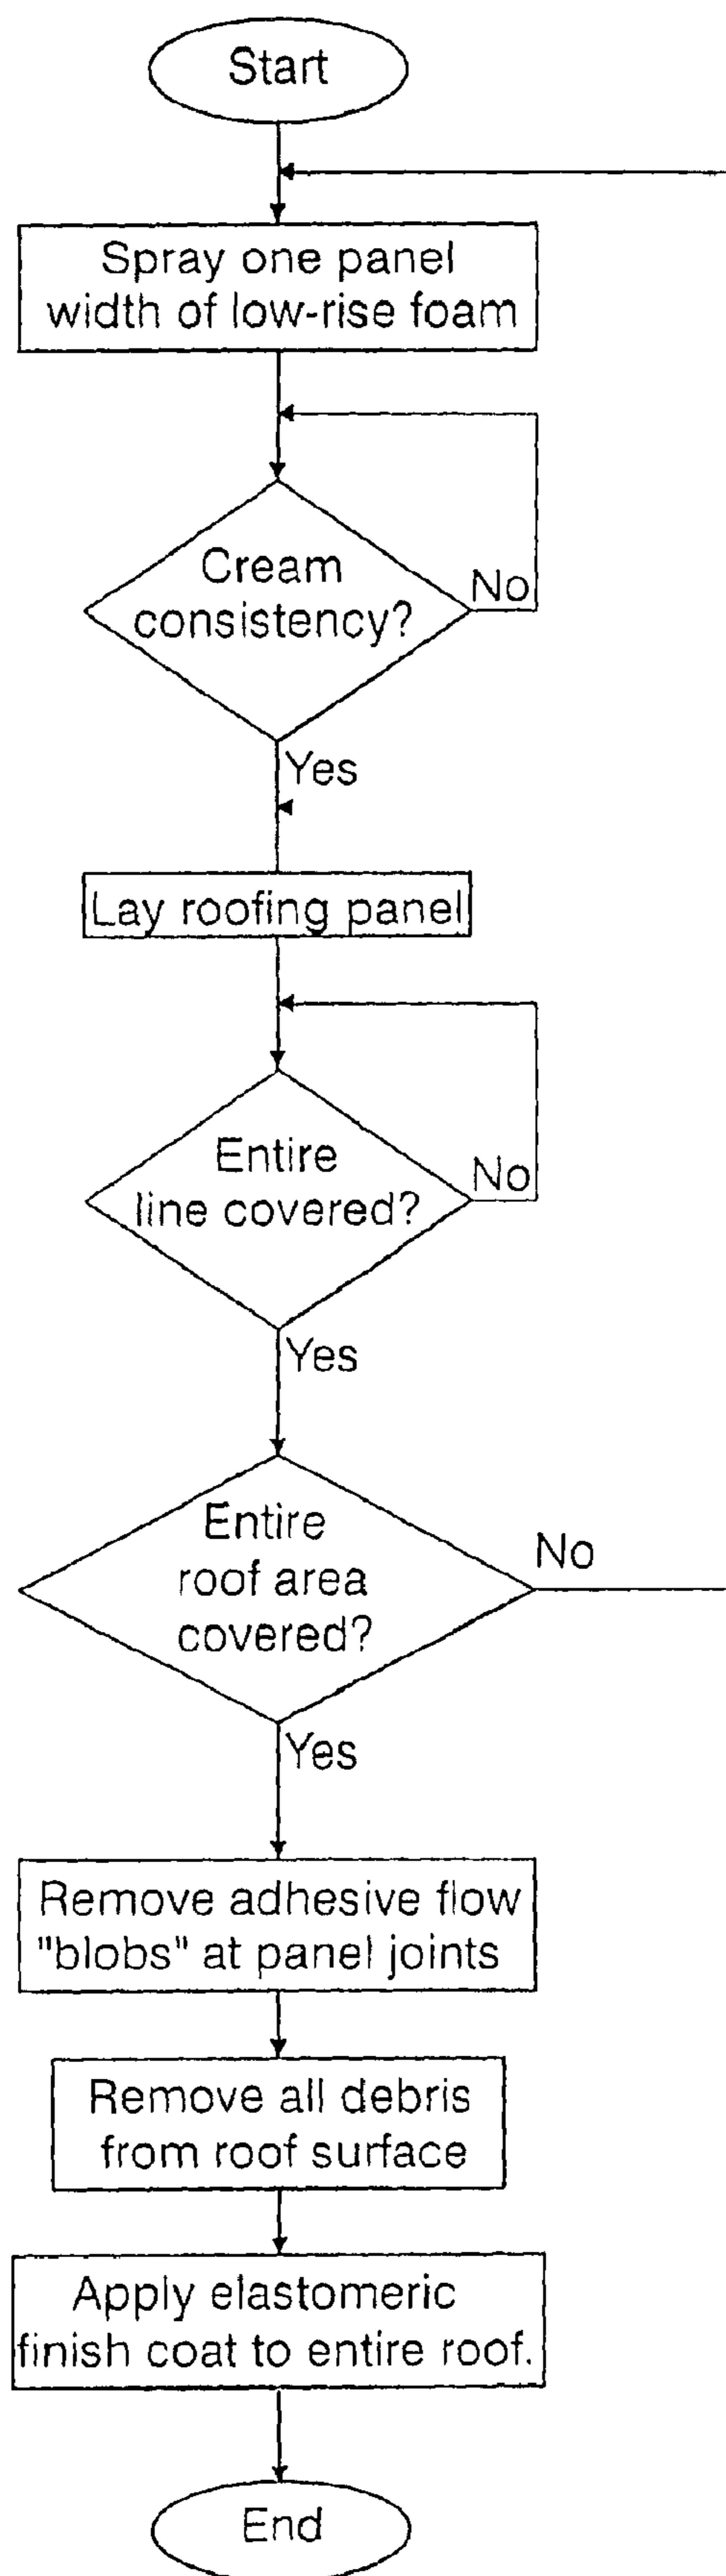 Start
Spray one panel
width of low-rise foam
Cream
consistency?
No
Yes
Lay roofing panel
Entire
line covered?
No
Yes
Entire
roof area
covered?
No
Yes
Remove adhesive flow
"blobs" at panel joints
Remove all debris
from roof surface
Apply elastomeric
finish coat to entire roof.
End